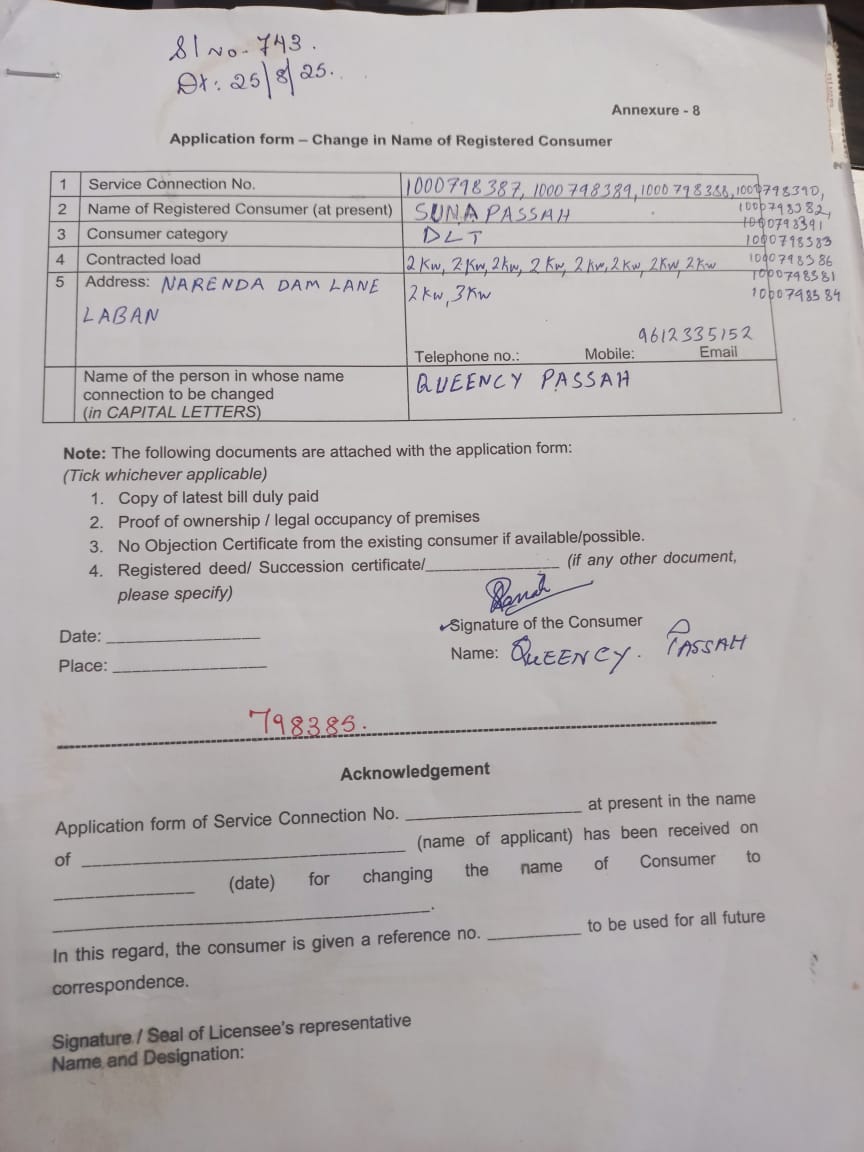 Sl No- 743.
Dt: 25/8/25.
Annexure - 8
Application form – Change in Name of Registered Consumer
1 Service Connection No. 1000798387, 1000798389, 1000798388, 1000798390,
1000798382,
2 Name of Registered Consumer (at present) SUNA PASSAH
1000798391
3 Consumer category DLT
1000798383
4 Contracted load 2 Kw, 2 Kw, 2 Kw, 2 Kw, 2 Kw, 2 Kw, 2 Kw, 2 Kw
1000798386
5 Address: NARENDA DAM LANE 2 Kw, 3 Kw
1000798381
LABAN
1000798384
9612335152
Telephone no.: Mobile: Email
Name of the person in whose name QUEENCY PASSAH
connection to be changed
(in CAPITAL LETTERS)
Note: The following documents are attached with the application form:
(Tick whichever applicable)
1. Copy of latest bill duly paid
2. Proof of ownership / legal occupancy of premises
3. No Objection Certificate from the existing consumer if available/possible.
4. Registered deed/ Succession certificate/_______________ (if any other document,
please specify)
Date: _______________
✓Signature of the Consumer
Place: _______________
Name: QUEENCY. PASSAH
798385.
Acknowledgement
Application form of Service Connection No. _______________ at present in the name
of _______________ (name of applicant) has been received on
_______________ (date) for changing the name of Consumer to
_______________.
In this regard, the consumer is given a reference no. __________ to be used for all future
correspondence.
Signature / Seal of Licensee's representative
Name and Designation: